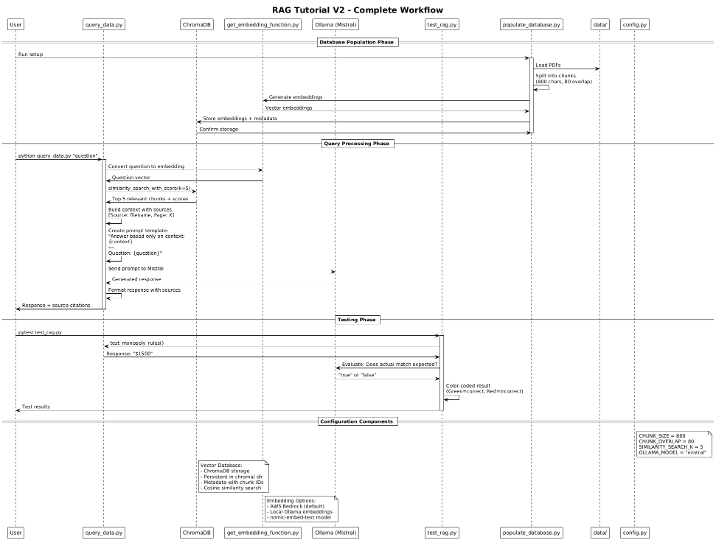 RAG Tutorial V2 - Complete Workflow
User query_data.py ChromaDB get_embedding_function.py Ollama (Mistral) test_rag.py populate_database.py data/ config.py
Database Population Phase
Run setup
Load PDFs
Split into chunks
(800 chars, 80 overlap)
Generate embeddings
Vector embeddings
Store embeddings + metadata
Confirm storage
Query Processing Phase
python query_data.py "question"
Convert question to embedding
Question vector
similarity_search_with_score(k=5)
Top 5 relevant chunks + scores
Build context with sources
[Source: filename, Page: X]
Create prompt template:
"Answer based only on context:
{context}
---
Question: {question}"
Send prompt to Mistral
Generated response
Format response with sources
Response + source citations
Testing Phase
pytest test_rag.py
test_monopoly_rules()
Response: "$1500"
Evaluate: Does actual match expected?
"true" or "false"
Color-coded result
(Green=correct, Red=incorrect)
Test results
Configuration Components
CHUNK_SIZE = 800
CHUNK_OVERLAP = 80
SIMILARITY_SEARCH_K = 5
OLLAMA_MODEL = "mistral"
Vector Database:
- ChromaDB storage
- Persistent in chroma/ dir
- Metadata with chunk IDs
- Cosine similarity search
Embedding Options:
- AWS Bedrock (default)
- Local Ollama embeddings
- nomic-embed-text model
User query_data.py ChromaDB get_embedding_function.py Ollama (Mistral) test_rag.py populate_database.py data/ config.py